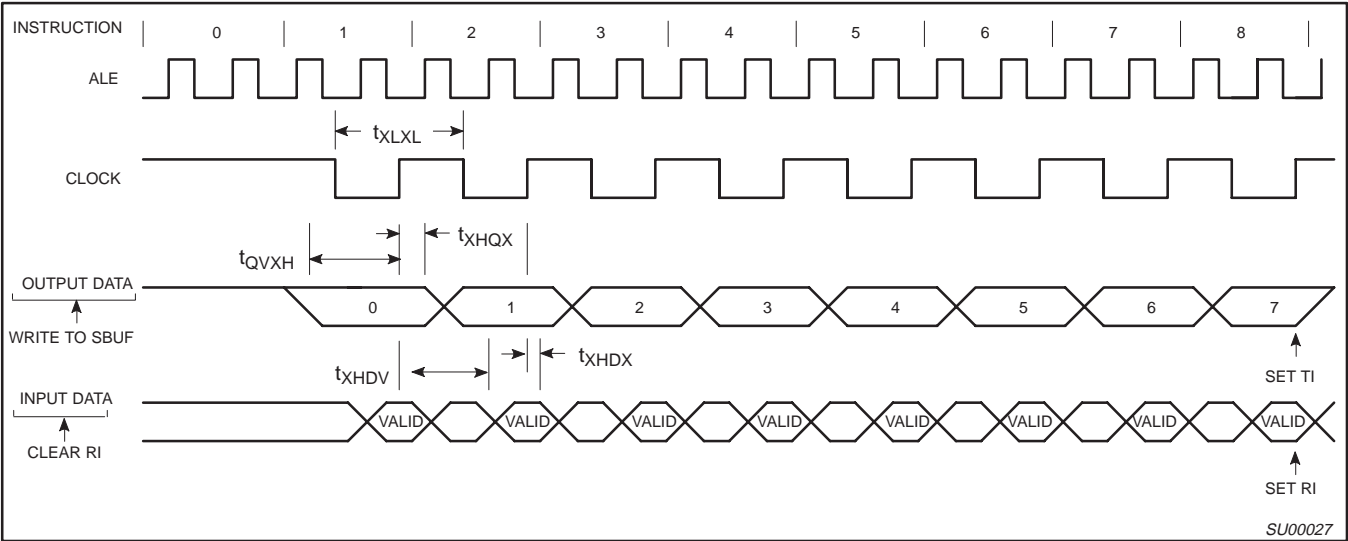 INSTRUCTION 0 1 2 3 4 5 6 7 8
ALE
tXLXL
CLOCK
tXHQX
tQVXH
OUTPUT DATA
0 1 2 3 4 5 6 7
WRITE TO SBUF
tXHDX
tXHDV
SET TI
INPUT DATA
VALID VALID VALID VALID VALID VALID VALID VALID
CLEAR RI
SET RI
SU00027